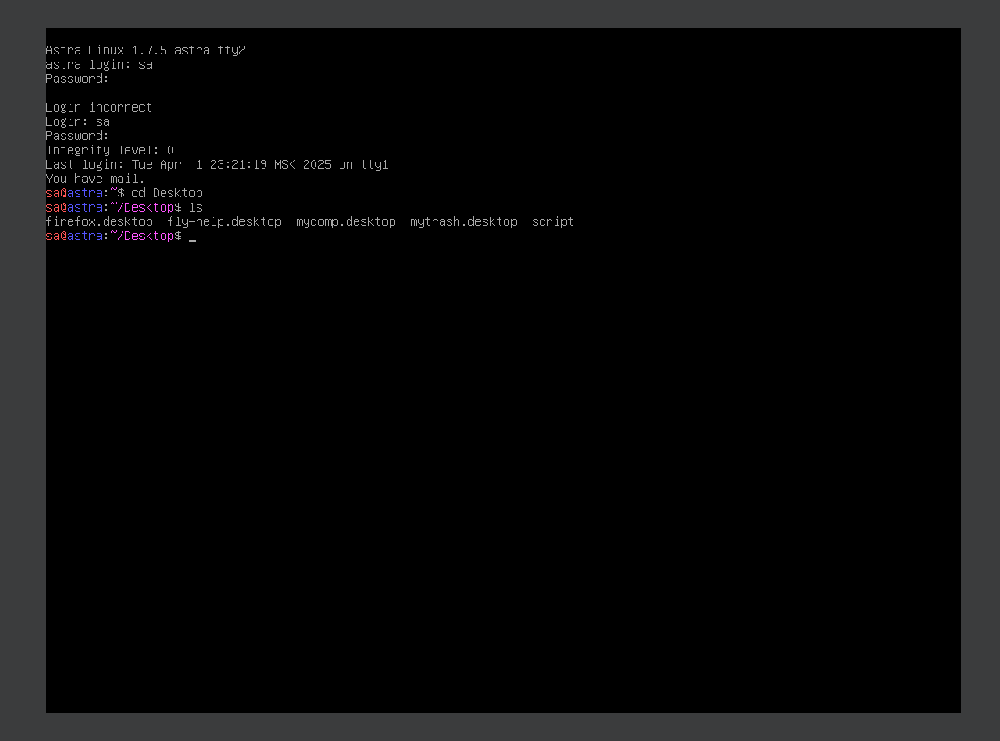 Astra Linux 1.7.5 astra tty2
astra login: sa
Password:
Login incorrect
Login: sa
Password:
Integrity level: 0
Last login: Tue Apr  1 23:21:19 MSK 2025 on tty1
You have mail.
sa@astra:~$ cd Desktop
sa@astra:~/Desktop$ ls
firefox.desktop  fly-help.desktop  mycomp.desktop  mytrash.desktop  script
sa@astra:~/Desktop$ _